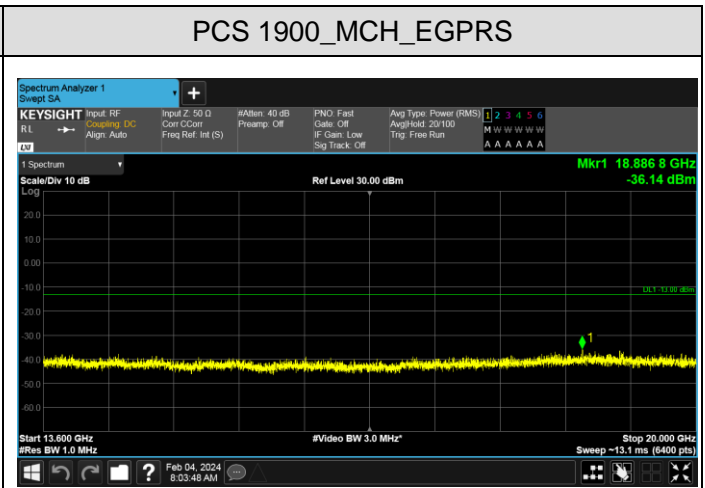 PCS 1900_MCH_EGPRS
Spectrum Analyzer 1
Swept SA
KEYSIGHT
RL
Input: RF
Coupling: DC
Align: Auto
Input Z: 50 Ω
Corr CCorr
Freq Ref: Int (S)
#Atten: 40 dB
Preamp: Off
PNO: Fast
Gate: Off
IF Gain: Low
Sig Track: Off
Avg Type: Power (RMS)
Avg|Hold: 20/100
Trig: Free Run
1 2 3 4 5 6
M W W W W W
A A A A A A
LXI
1 Spectrum
Mkr1 18.886 8 GHz
-36.14 dBm
Scale/Div 10 dB
Ref Level 30.00 dBm
Log
20.0
10.0
0.00
-10.0
DL1 -13.00 dBm
-20.0
-30.0
1
-40.0
-50.0
-60.0
Start 13.600 GHz
#Video BW 3.0 MHz*
Stop 20.000 GHz
#Res BW 1.0 MHz
Sweep ~13.1 ms (6400 pts)
?
Feb 04, 2024
8:03:48 AM